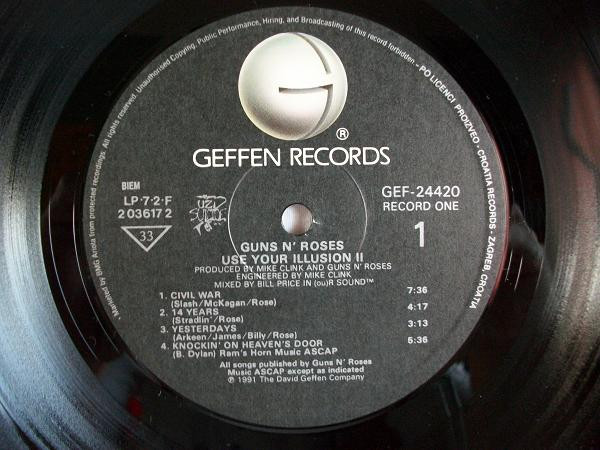 Unauthorised Copying, Public Performance, Hiring, and Broadcasting of this record forbidden - PO LICENCI PROIZVEO - CROATIA RECORDS - ZAGREB, CROATIA
Marketed by BMG Ariola from protected recordings. All rights reserved.
G
®
GEFFEN RECORDS
BIEM
LP·7·2·F
2 03617 2
33
UZI SUICIDE
GEF-24420
RECORD ONE
1
GUNS N' ROSES
USE YOUR ILLUSION II
PRODUCED BY MIKE CLINK AND GUNS N' ROSES
ENGINEERED BY MIKE CLINK
MIXED BY BILL PRICE IN (ou)R SOUND™
1. CIVIL WAR 7:36
(Slash/McKagan/Rose)
2. 14 YEARS 4:17
(Stradlin'/Rose)
3. YESTERDAYS 3:13
(Arkeen/James/Billy/Rose)
4. KNOCKIN' ON HEAVEN'S DOOR 5:36
(B. Dylan) Ram's Horn Music ASCAP
All songs published by Guns N' Roses
Music ASCAP except as indicated
℗ 1991 The David Geffen Company